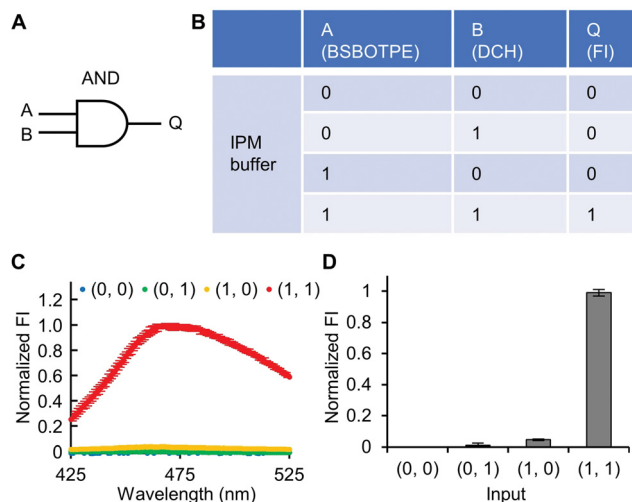 A
AND
A
B
Q
B
A (BSBOTPE) B (DCH) Q (FI)
IPM buffer
0 0 0
0 1 0
1 0 0
1 1 1
C
(0, 0) (0, 1) (1, 0) (1, 1)
Normalized FI
1.2
1.0
0.8
0.6
0.4
0.2
0
425 475 525
Wavelength (nm)
D
Normalized FI
1
0.8
0.6
0.4
0.2
0
(0, 0) (0, 1) (1, 0) (1, 1)
Input